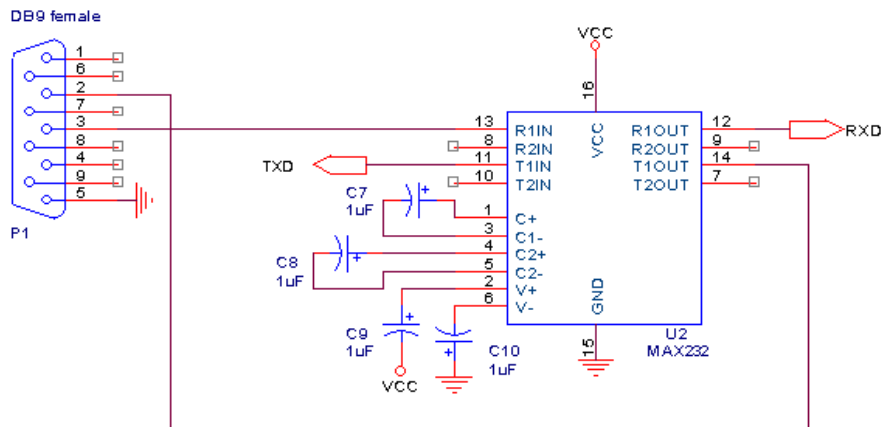 DB9 female
1
6
2
7
3
8
4
9
5
P1
VCC
16
13
8
11
10
1
3
4
5
2
6
R1IN
R2IN
T1IN
T2IN
C+
C1-
C2+
C2-
V+
V-
VCC
GND
R1OUT
R2OUT
T1OUT
T2OUT
12
9
14
7
RXD
TXD
C7
1uF
+
C8
1uF
+
C9
1uF
+
VCC
C10
1uF
+
15
U2
MAX232